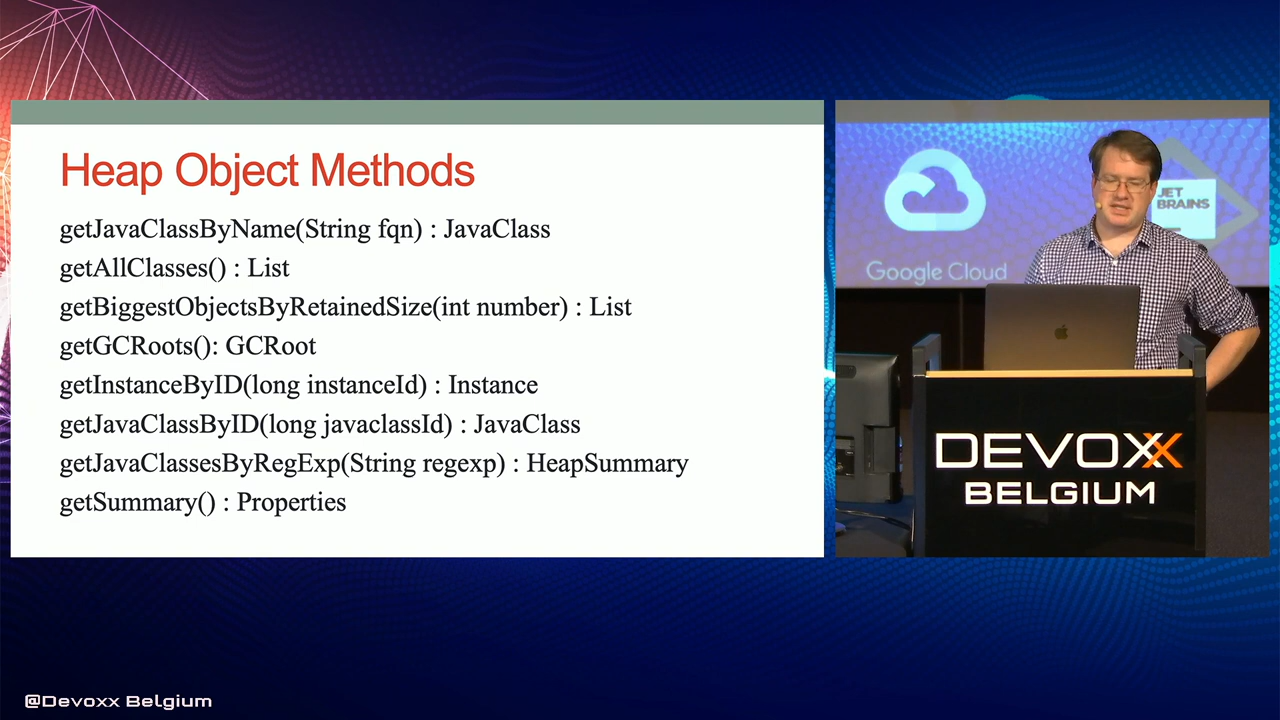 Heap Object Methods
getJavaClassByName(String fqn) : JavaClass
getAllClasses() : List
getBiggestObjectsByRetainedSize(int number) : List
getGCRoots(): GCRoot
getInstanceByID(long instanceId) : Instance
getJavaClassByID(long javaclassId) : JavaClass
getJavaClassesByRegExp(String regexp) : HeapSummary
getSummary() : Properties
Google Cloud
JET
BRAINS
DEVOXX
BELGIUM
@Devoxx Belgium